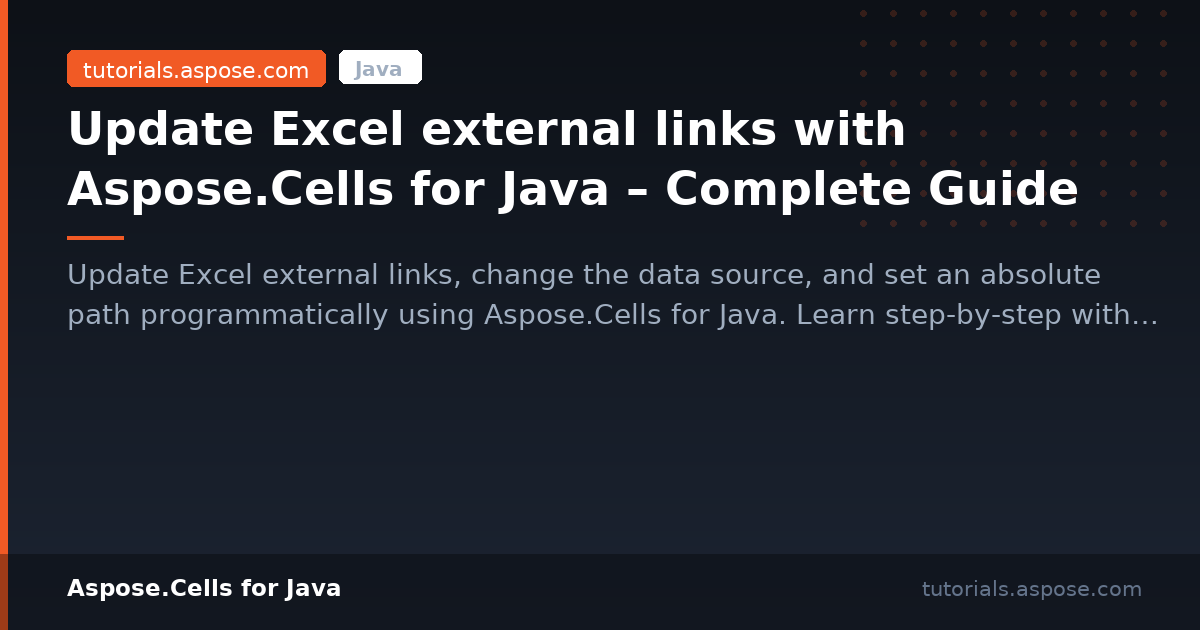 tutorials.aspose.com
Java
Update Excel external links with
Aspose.Cells for Java – Complete Guide
Update Excel external links, change the data source, and set an absolute
path programmatically using Aspose.Cells for Java. Learn step-by-step with…
Aspose.Cells for Java
tutorials.aspose.com